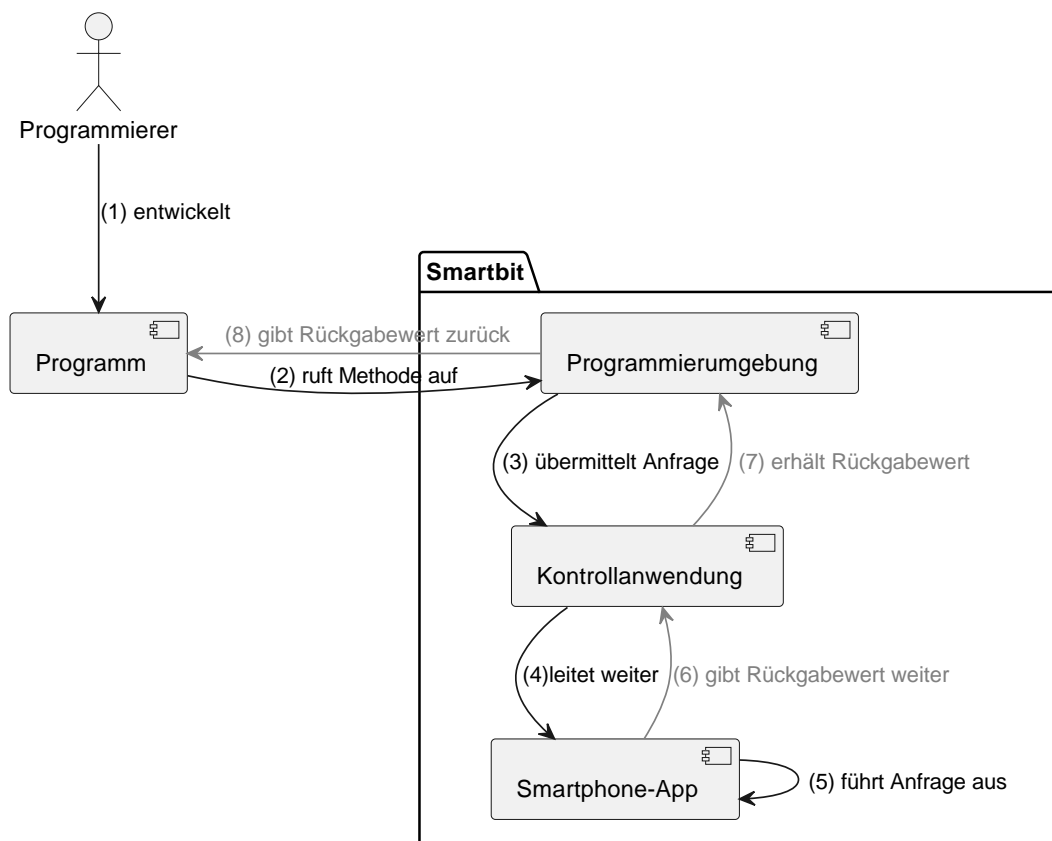 Programmierer
(1) entwickelt
Smartbit
(8) gibt Rückgabewert zurück
Programm
Programmierumgebung
(2) ruft Methode auf
(3) übermittelt Anfrage
(7) erhält Rückgabewert
Kontrollanwendung
(4)leitet weiter
(6) gibt Rückgabewert weiter
Smartphone-App
(5) führt Anfrage aus